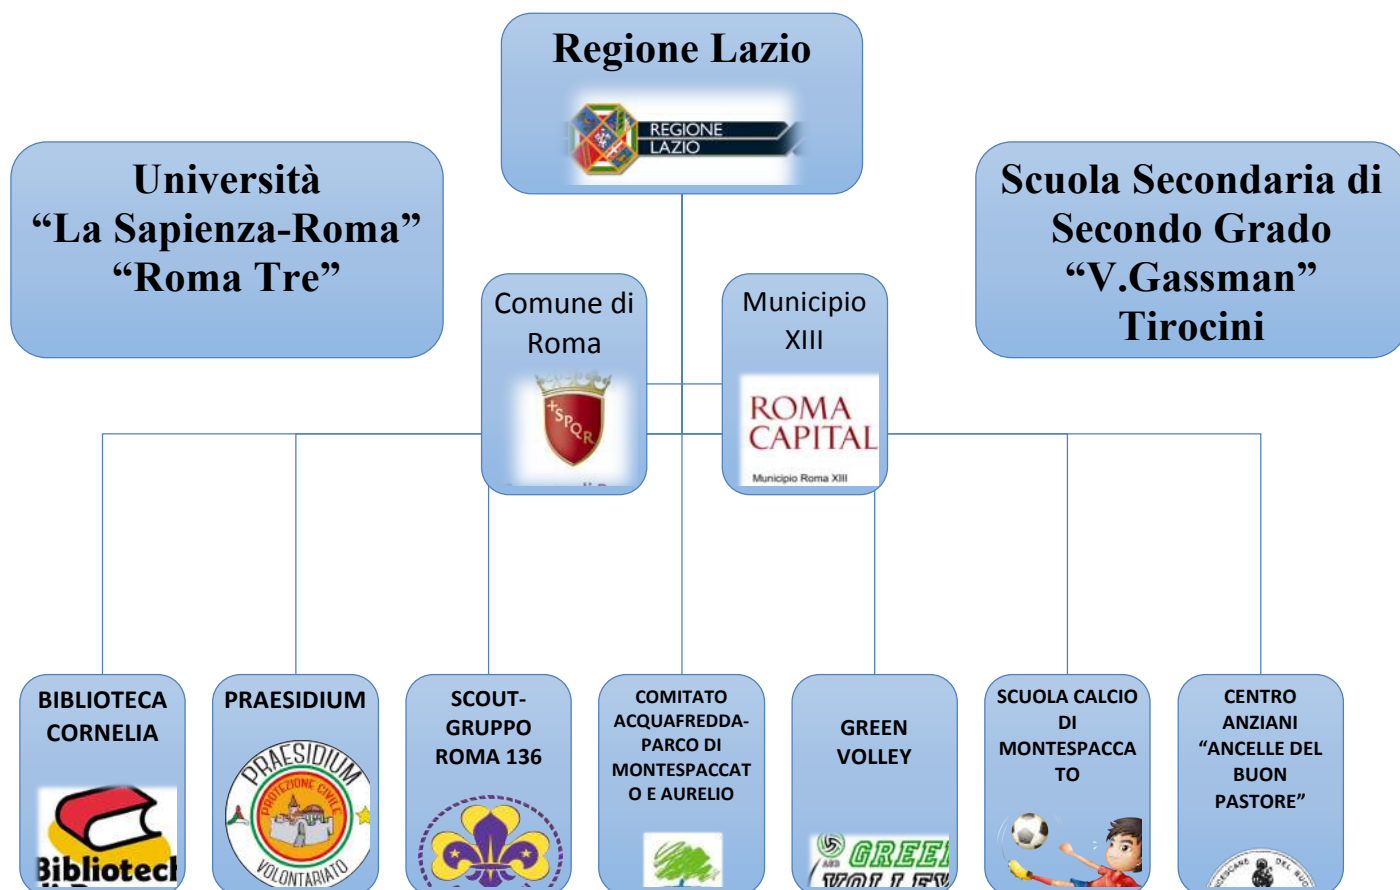 Regione Lazio
REGIONE
LAZIO
Università
“La Sapienza-Roma”
“Roma Tre”
Scuola Secondaria di
Secondo Grado
“V.Gassman”
Tirocini
Comune di
Roma
SPQR
Municipio
XIII
ROMA
CAPITAL
Municipio Roma XIII
BIBLIOTECA
CORNELIA
Bibliotech
PRAESIDIUM
PRAESIDIUM
PROTEZIONE CIVILE
VOLONTARIATO
SCOUT-
GRUPPO
ROMA 136
COMITATO
ACQUAFREDDA-
PARCO DI
MONTESPACCAT
O E AURELIO
GREEN
VOLLEY
GREE
VOLLEY
SCUOLA CALCIO
DI
MONTESPACCA
TO
CENTRO
ANZIANI
“ANCELLE DEL
BUON
PASTORE”